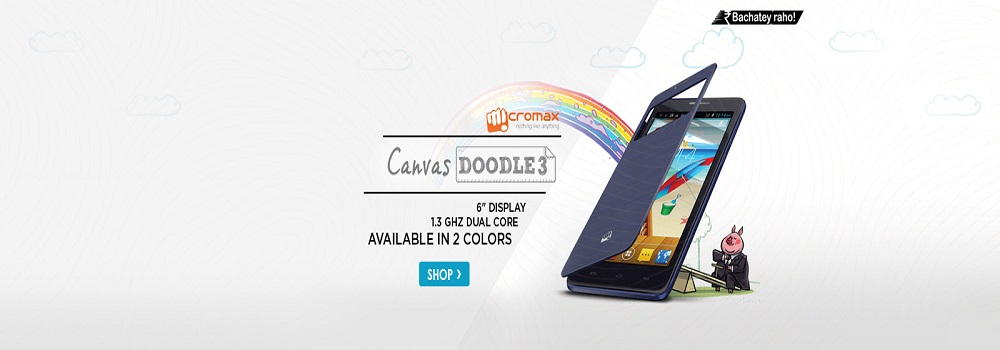 Bachatey raho!
micromax
nothing like anything
Canvas DOODLE 3
6" DISPLAY
1.3 GHZ DUAL CORE
AVAILABLE IN 2 COLORS
SHOP >